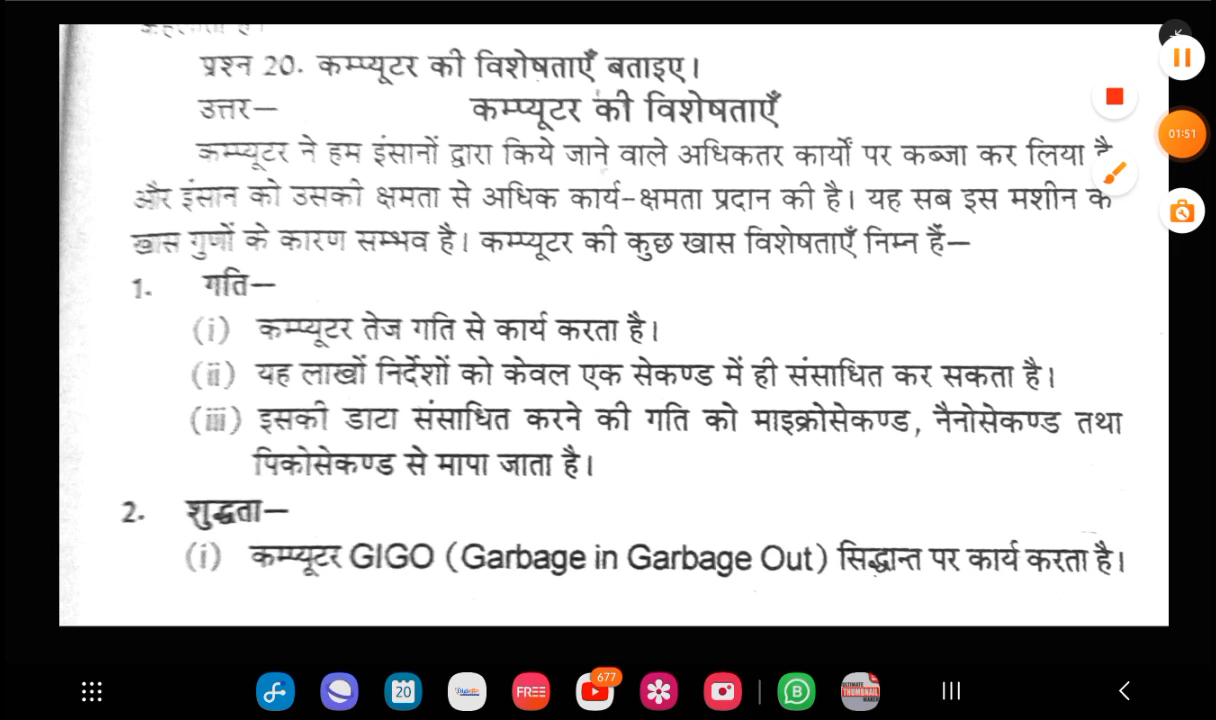 प्रश्न 20. कम्प्यूटर की विशेषताएँ बताइए।
उत्तर— कम्प्यूटर की विशेषताएँ
कम्प्यूटर ने हम इंसानों द्वारा किये जाने वाले अधिकतर कार्यों पर कब्जा कर लिया है
और इंसान को उसकी क्षमता से अधिक कार्य-क्षमता प्रदान की है। यह सब इस मशीन के
खास गुणों के कारण सम्भव है। कम्प्यूटर की कुछ खास विशेषताएँ निम्न हैं—
1. गति—
(i) कम्प्यूटर तेज गति से कार्य करता है।
(ii) यह लाखों निर्देशों को केवल एक सेकण्ड में ही संसाधित कर सकता है।
(iii) इसकी डाटा संसाधित करने की गति को माइक्रोसेकण्ड, नैनोसेकण्ड तथा
पिकोसेकण्ड से मापा जाता है।
2. शुद्धता—
(i) कम्प्यूटर GIGO (Garbage in Garbage Out) सिद्धान्त पर कार्य करता है।
01:51
20
FREE
677
B
ULTIMATE
THUMBNAIL